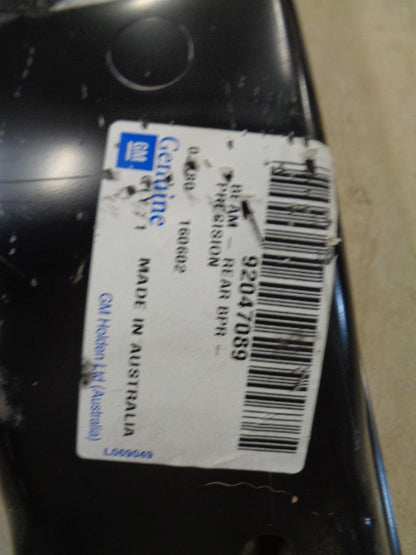 92047089
BEAM - REAR BPR -
PRECISION
160602
MADE IN AUSTRALIA
GM
Genuine
GM Holden Ltd (Australia)
L069049